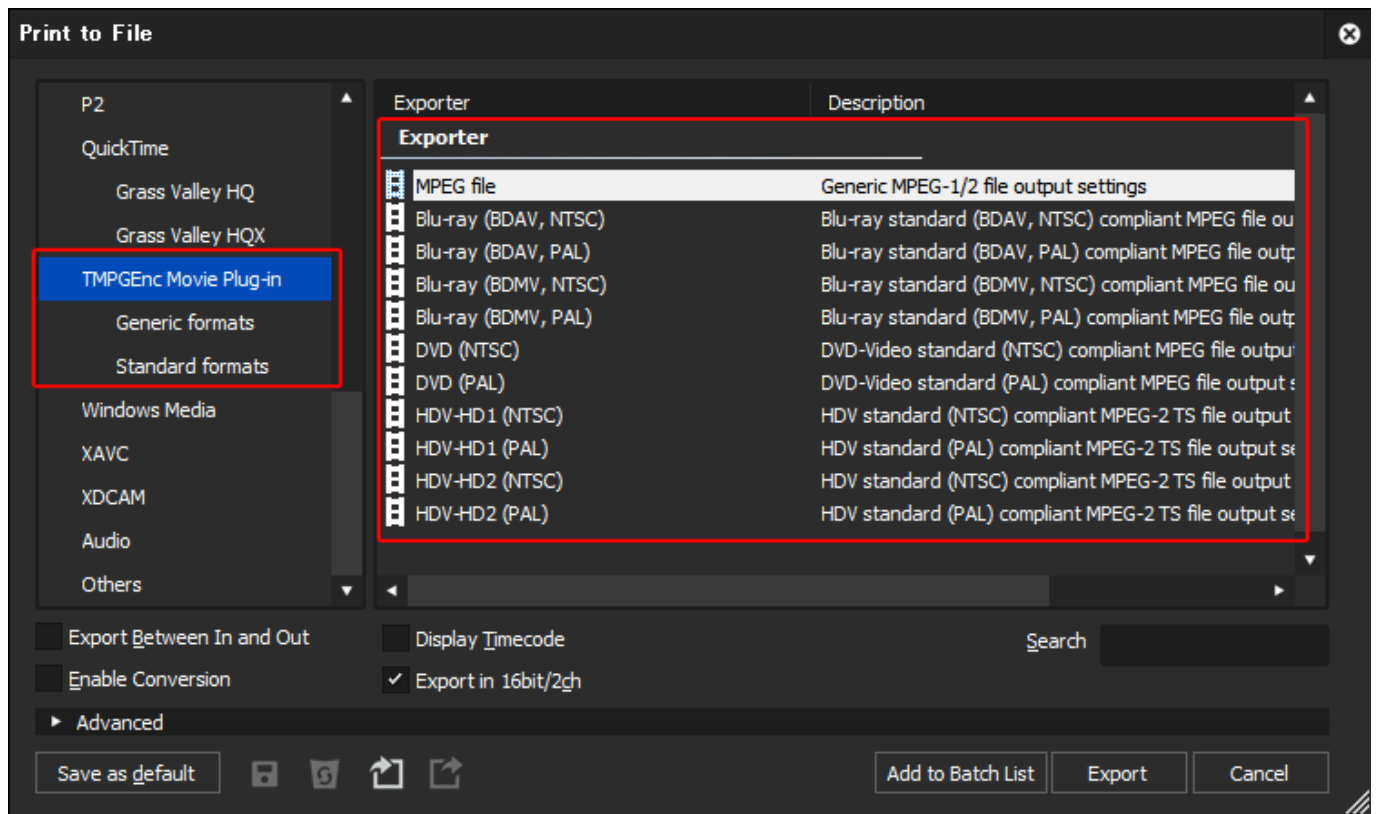 Print to File
P2
QuickTime
Grass Valley HQ
Grass Valley HQX
TMPGEnc Movie Plug-in
Generic formats
Standard formats
Windows Media
XAVC
XDCAM
Audio
Others
Exporter Description
Exporter
MPEG file Generic MPEG-1/2 file output settings
Blu-ray (BDAV, NTSC) Blu-ray standard (BDAV, NTSC) compliant MPEG file ou
Blu-ray (BDAV, PAL) Blu-ray standard (BDAV, PAL) compliant MPEG file outp
Blu-ray (BDMV, NTSC) Blu-ray standard (BDMV, NTSC) compliant MPEG file ou
Blu-ray (BDMV, PAL) Blu-ray standard (BDMV, PAL) compliant MPEG file outp
DVD (NTSC) DVD-Video standard (NTSC) compliant MPEG file outpu
DVD (PAL) DVD-Video standard (PAL) compliant MPEG file output s
HDV-HD1 (NTSC) HDV standard (NTSC) compliant MPEG-2 TS file output
HDV-HD1 (PAL) HDV standard (PAL) compliant MPEG-2 TS file output se
HDV-HD2 (NTSC) HDV standard (NTSC) compliant MPEG-2 TS file output
HDV-HD2 (PAL) HDV standard (PAL) compliant MPEG-2 TS file output se
Export Between In and Out Display Timecode Search
Enable Conversion Export in 16bit/2ch
Advanced
Save as default Add to Batch List Export Cancel